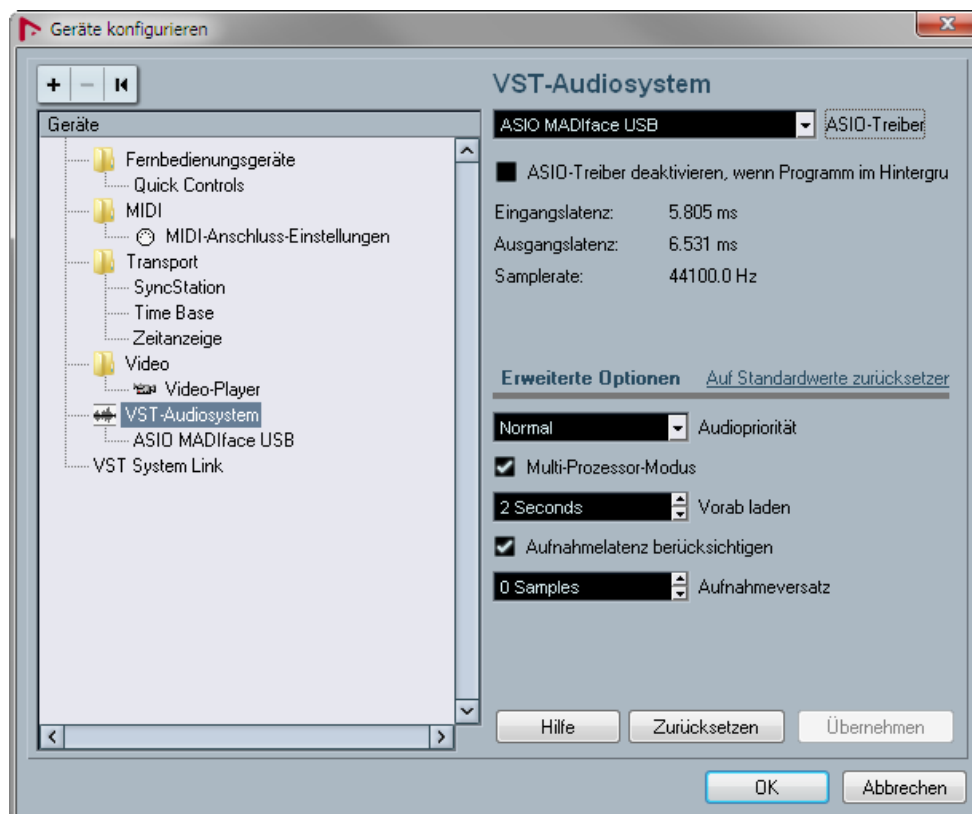 Geräte konfigurieren
Geräte
Fernbedienungsgeräte
Quick Controls
MIDI
MIDI-Anschluss-Einstellungen
Transport
SyncStation
Time Base
Zeitanzeige
Video
Video-Player
VST-Audiosystem
ASIO MADIface USB
VST System Link
VST-Audiosystem
ASIO MADIface USB
ASIO-Treiber
ASIO-Treiber deaktivieren, wenn Programm im Hintergru
Eingangslatenz: 5.805 ms
Ausgangslatenz: 6.531 ms
Samplerate: 44100.0 Hz
Erweiterte Optionen Auf Standardwerte zurücksetzer
Normal Audiopriorität
Multi-Prozessor-Modus
2 Seconds Vorab laden
Aufnahmelatenz berücksichtigen
0 Samples Aufnahmeversatz
Hilfe Zurücksetzen Übernehmen
OK Abbrechen